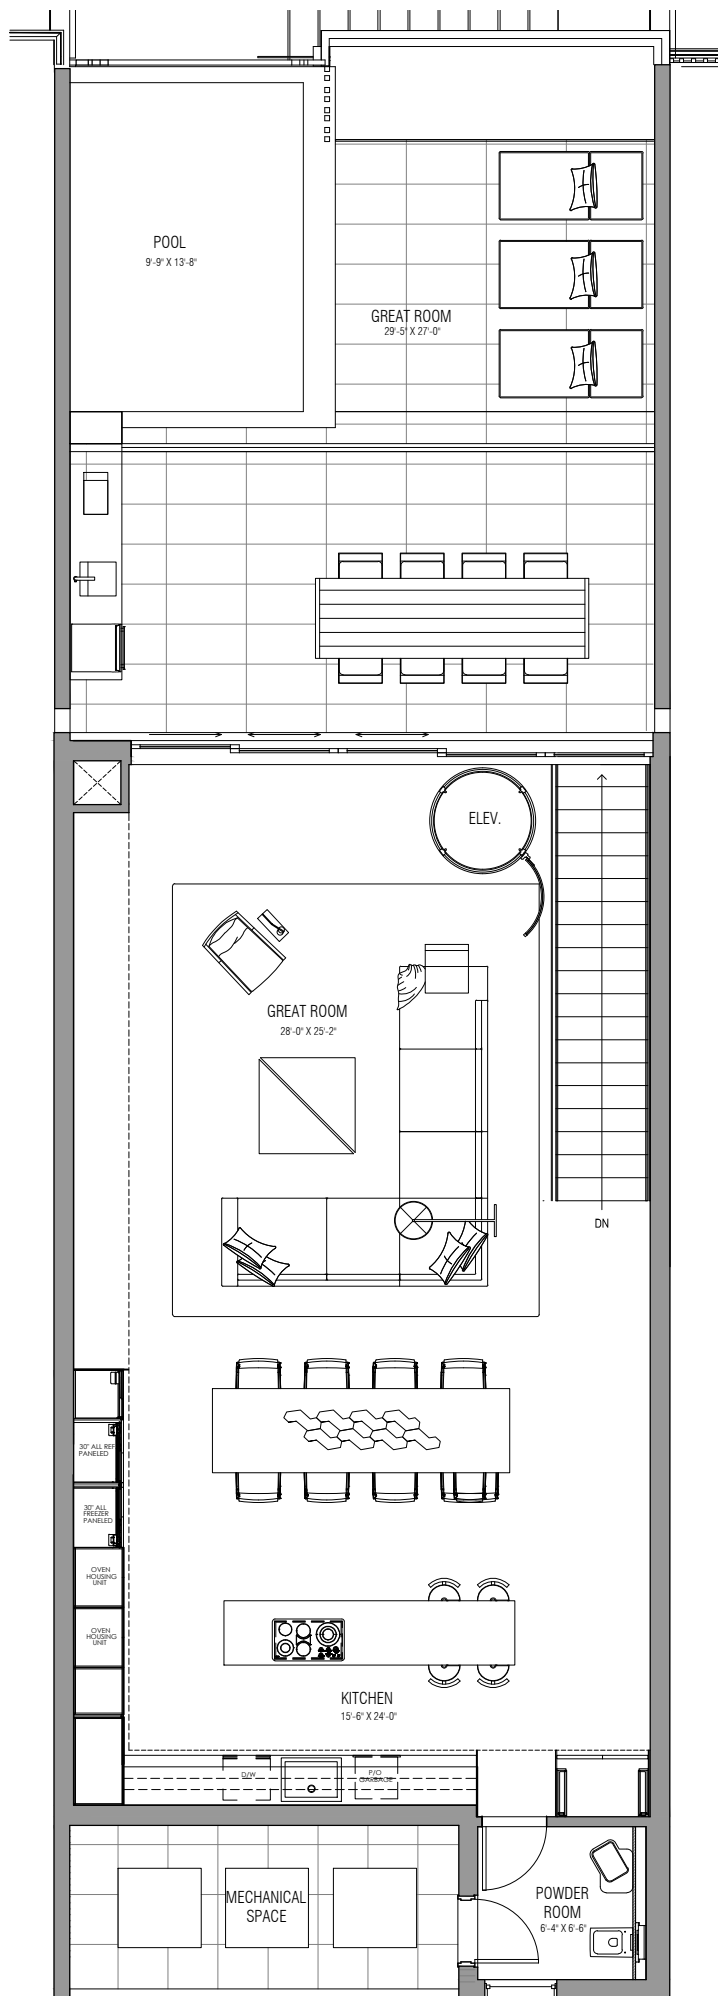 POOL
9'-9" X 13'-8"
GREAT ROOM
29'-5" X 27'-0"
ELEV.
GREAT ROOM
28'-0" X 25'-2"
DN
30" ALL REF
PANELED
30" ALL
FREEZER
PANELED
OVEN
HOUSING
UNIT
OVEN
HOUSING
UNIT
KITCHEN
15'-6" X 24'-0"
D/W
P/O
GARBAGE
MECHANICAL
SPACE
POWDER
ROOM
6'-4" X 6'-6"